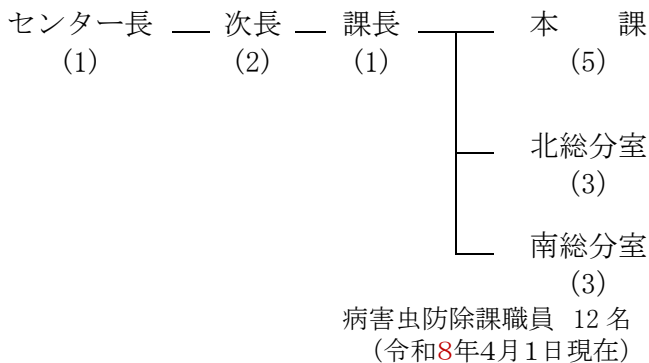 センター長 次長 課長 本 課
(1) (2) (1) (5)
北総分室
(3)
南総分室
(3)
病害虫防除課職員 12 名
(令和8年4月1日現在)